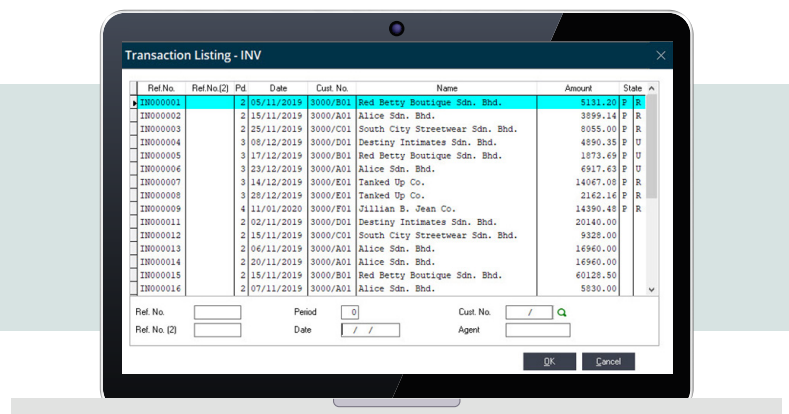 Transaction Listing - INV
Ref.No. Ref.No.(2) Pd. Date Cust. No. Name Amount State
IN000001 2 05/11/2019 3000/B01 Red Betty Boutique Sdn. Bhd. 5131.20 P R
IN000002 2 15/11/2019 3000/A01 Alice Sdn. Bhd. 3899.14 P R
IN000003 2 25/11/2019 3000/C01 South City Streetwear Sdn. Bhd. 8055.00 P R
IN000004 3 08/12/2019 3000/D01 Destiny Intimates Sdn. Bhd. 4890.35 P U
IN000005 3 17/12/2019 3000/B01 Red Betty Boutique Sdn. Bhd. 1873.69 P U
IN000006 3 23/12/2019 3000/A01 Alice Sdn. Bhd. 6917.63 P U
IN000007 3 14/12/2019 3000/E01 Tanked Up Co. 14067.08 P R
IN000008 3 28/12/2019 3000/E01 Tanked Up Co. 2162.16 P R
IN000009 4 11/01/2020 3000/F01 Jillian B. Jean Co. 14390.48 P R
IN000011 2 02/11/2019 3000/D01 Destiny Intimates Sdn. Bhd. 20140.00
IN000012 2 15/11/2019 3000/C01 South City Streetwear Sdn. Bhd. 9328.00
IN000013 2 06/11/2019 3000/A01 Alice Sdn. Bhd. 16960.00
IN000014 2 20/11/2019 3000/A01 Alice Sdn. Bhd. 16960.00
IN000015 2 15/11/2019 3000/B01 Red Betty Boutique Sdn. Bhd. 60128.50
IN000016 2 07/11/2019 3000/A01 Alice Sdn. Bhd. 5830.00
Ref. No. Period 0 Cust. No. /
Ref. No. (2) Date / / Agent
OK Cancel